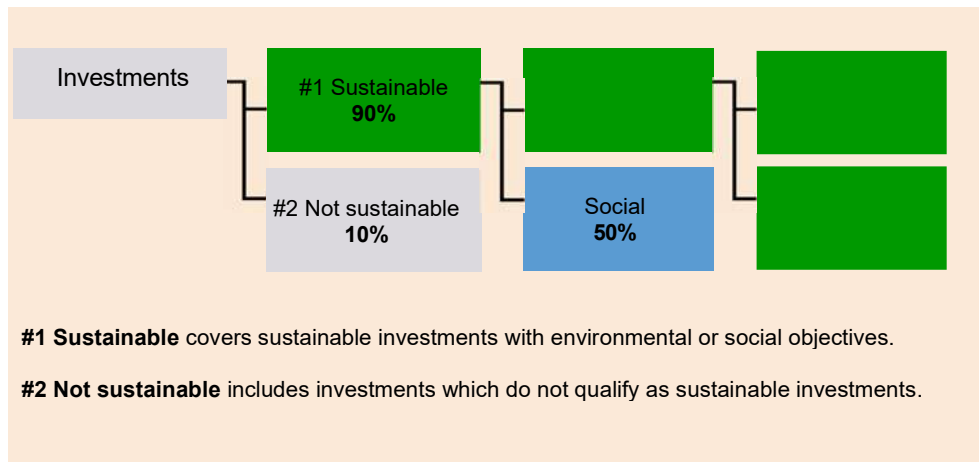 Investments
#1 Sustainable
90%
#2 Not sustainable
10%
Social
50%
#1 Sustainable covers sustainable investments with environmental or social objectives.
#2 Not sustainable includes investments which do not qualify as sustainable investments.